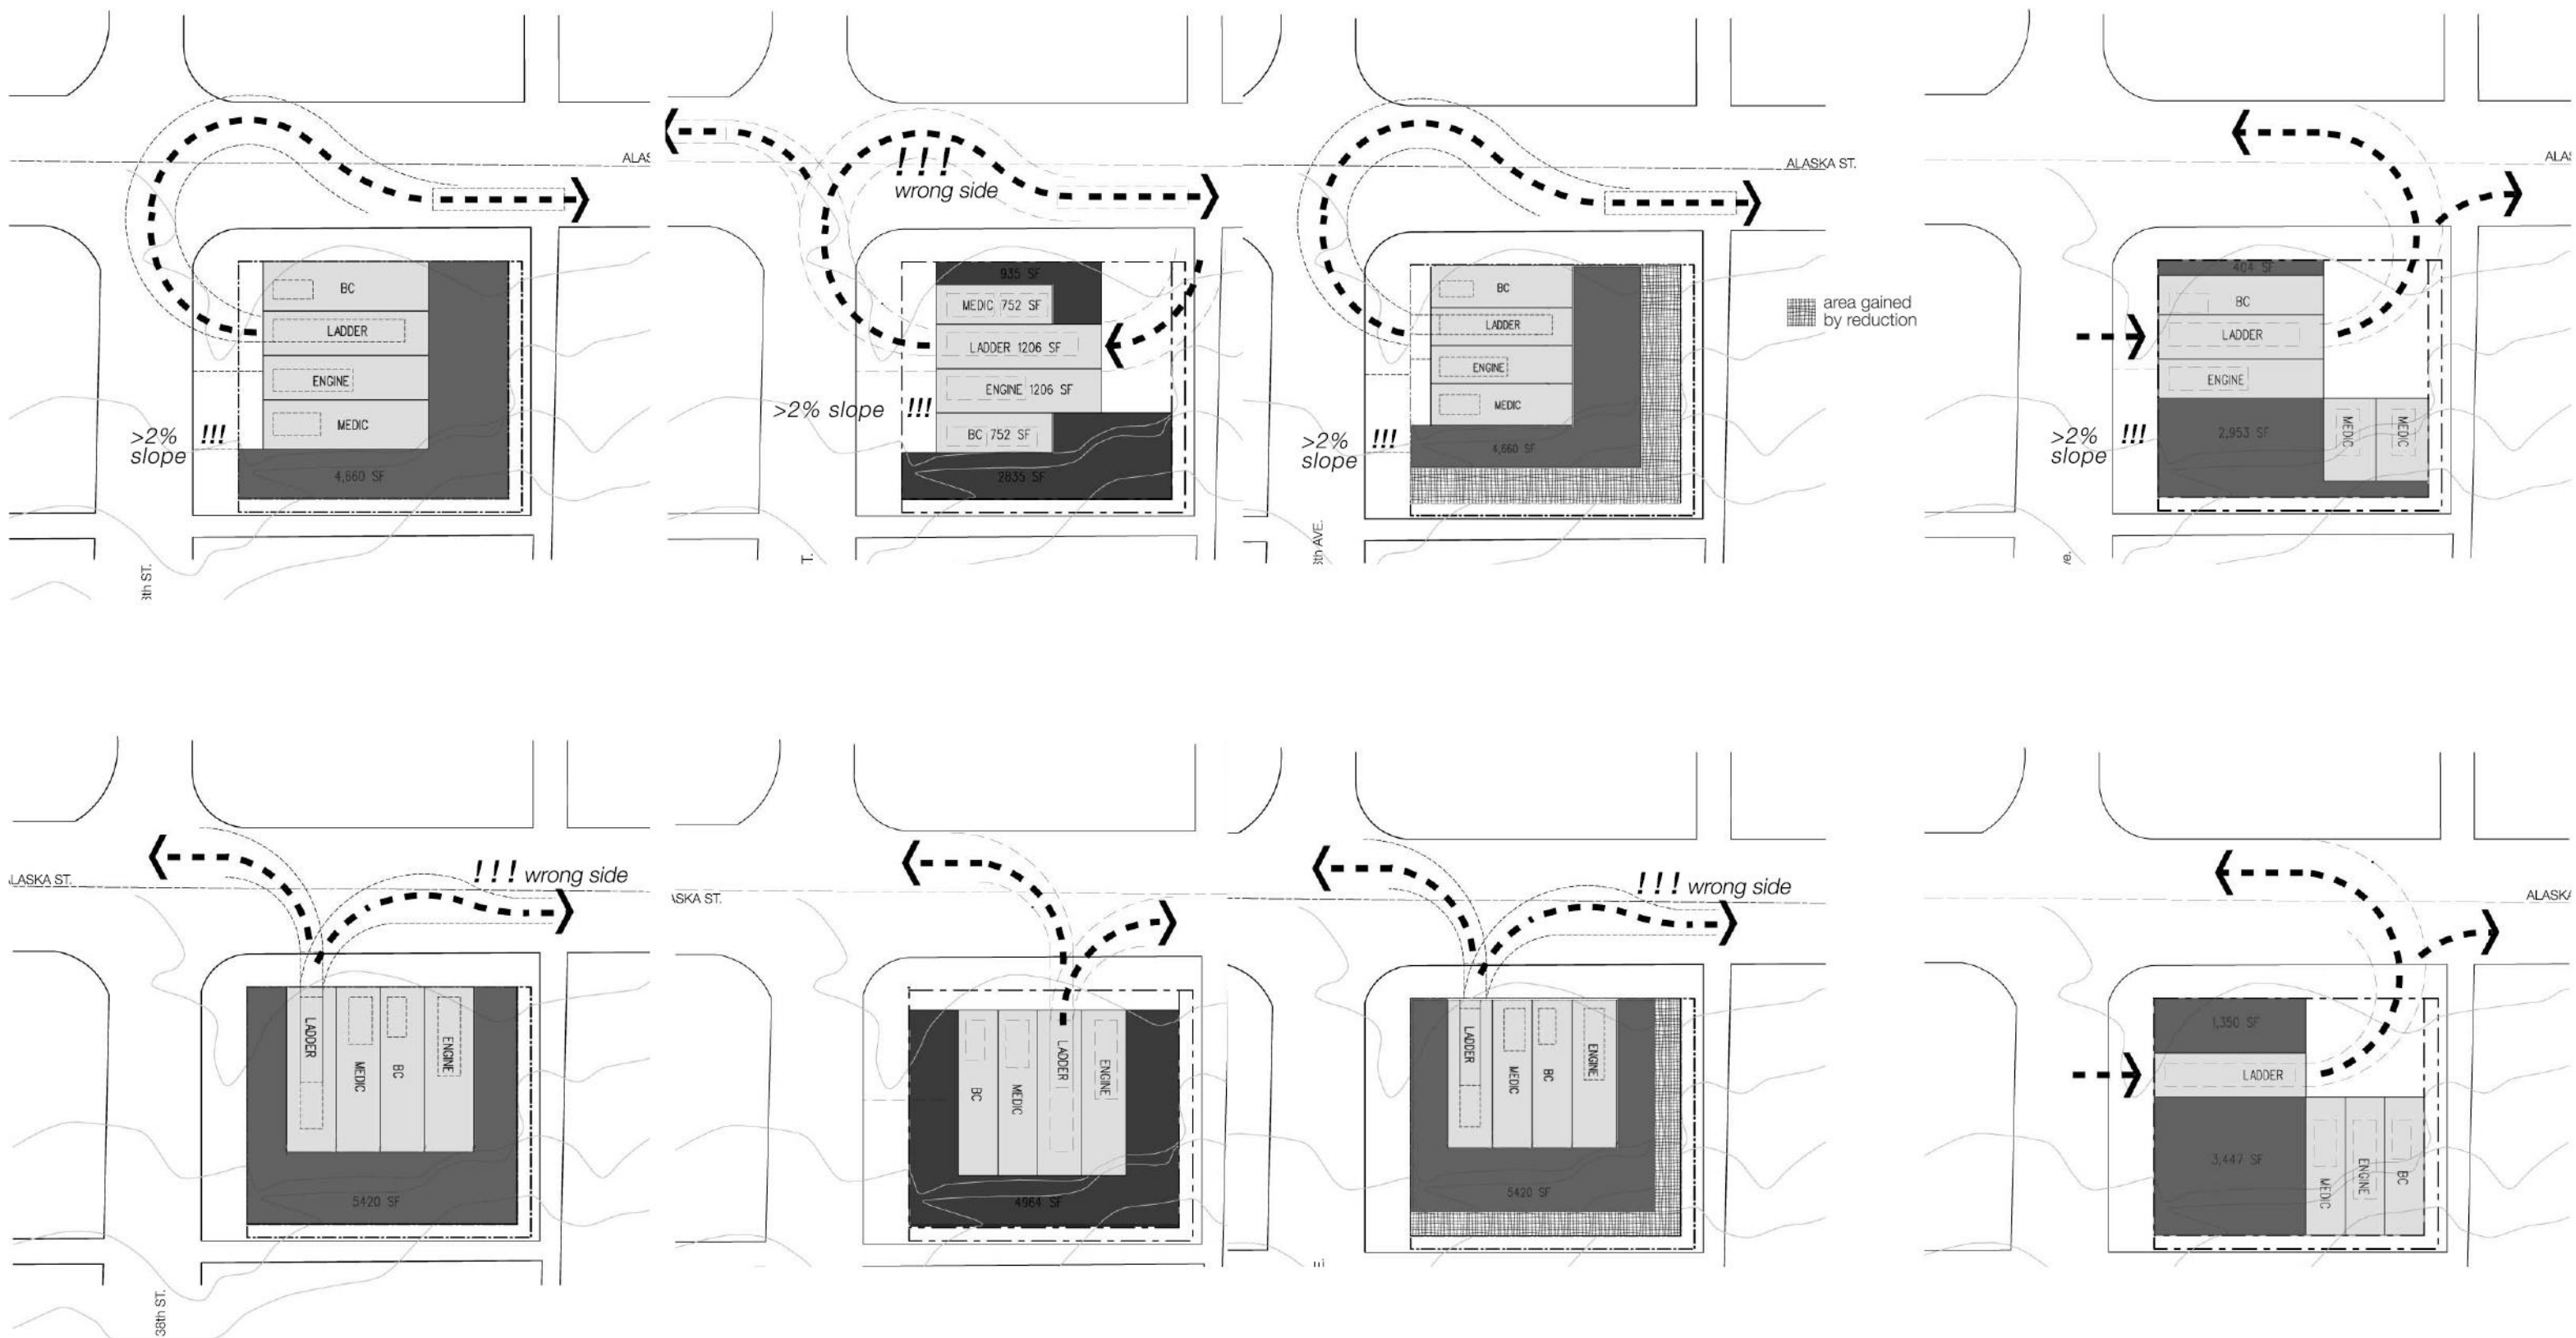 ALAS
BC
LADDER
ENGINE
MEDIC
>2%
slope
!!!
4,660 SF
8th ST.
!!!
wrong side
935 SF
MEDIC 752 SF
LADDER 1206 SF
ENGINE 1206 SF
BC 752 SF
>2% slope
!!!
2835 SF
T.
ALASKA ST.
BC
LADDER
ENGINE
MEDIC
>2%
slope
!!!
4,660 SF
8th AVE.
area gained
by reduction
ALAS
404 SF
BC
LADDER
ENGINE
2,953 SF
MEDIC
MEDIC
>2%
slope
!!!
ve.
LASKA ST.
!!! wrong side
LADDER
MEDIC
BC
ENGINE
5420 SF
38th ST.
ASKA ST.
BC
MEDIC
LADDER
ENGINE
4964 SF
!!! wrong side
LADDER
MEDIC
BC
ENGINE
5420 SF
E.
ALASKA
1,350 SF
LADDER
3,447 SF
MEDIC
ENGINE
BC